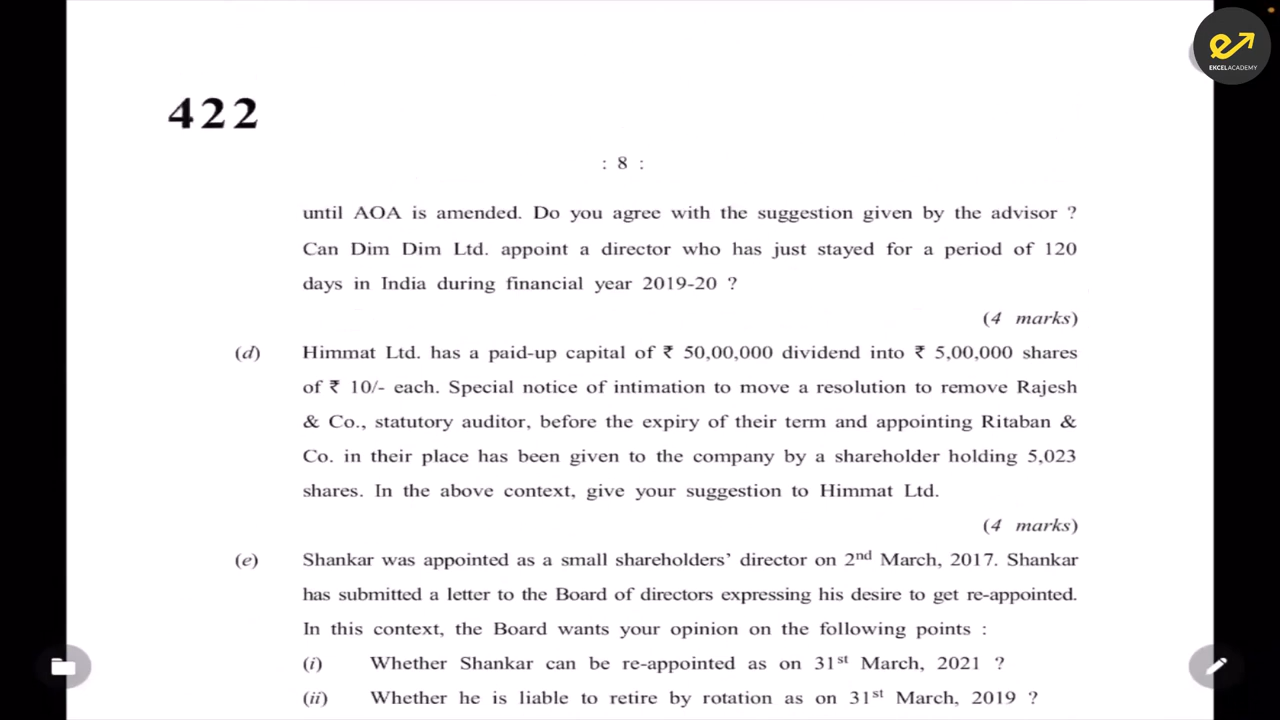 EKCELACADEMY
422
: 8 :
until AOA is amended. Do you agree with the suggestion given by the advisor ?
Can Dim Dim Ltd. appoint a director who has just stayed for a period of 120
days in India during financial year 2019-20 ?
(4 marks)
(d) Himmat Ltd. has a paid-up capital of ₹ 50,00,000 dividend into ₹ 5,00,000 shares
of ₹ 10/- each. Special notice of intimation to move a resolution to remove Rajesh
& Co., statutory auditor, before the expiry of their term and appointing Ritaban &
Co. in their place has been given to the company by a shareholder holding 5,023
shares. In the above context, give your suggestion to Himmat Ltd.
(4 marks)
(e) Shankar was appointed as a small shareholders' director on 2nd March, 2017. Shankar
has submitted a letter to the Board of directors expressing his desire to get re-appointed.
In this context, the Board wants your opinion on the following points :
(i) Whether Shankar can be re-appointed as on 31st March, 2021 ?
(ii) Whether he is liable to retire by rotation as on 31st March, 2019 ?